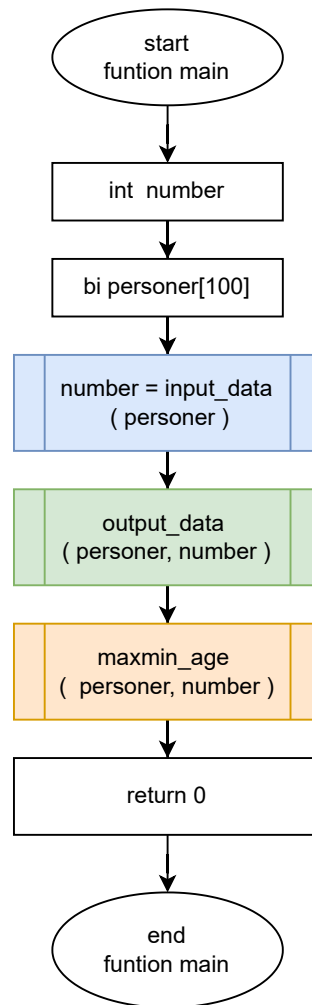 start
funtion main
int  number
bi personer[100]
number = input_data
( personer )
output_data
( personer, number )
maxmin_age
(  personer, number )
return 0
end
funtion main